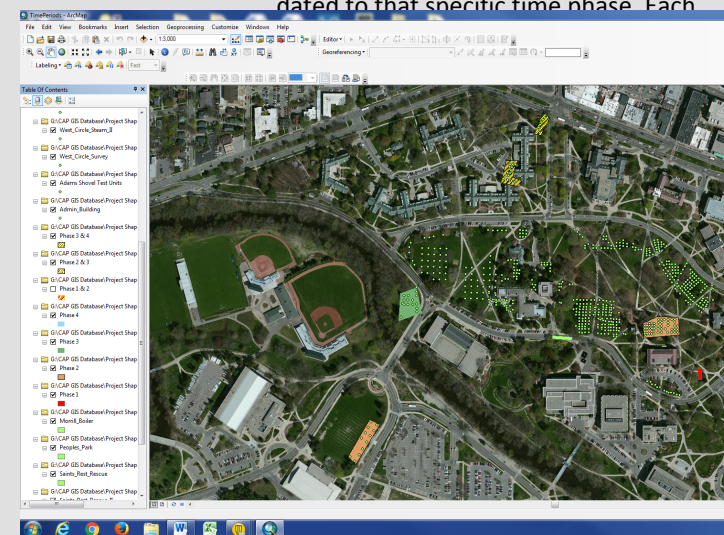 dated to that specific time phase. Each
TimePeriods - ArcMap
File Edit View Bookmarks Insert Selection Geoprocessing Customize Windows Help
1:3,000
Editor
Georeferencing
Labeling
Fast
Table Of Contents
G:\CAP GIS Database\Project Shap
West_Circle_Steam_II
G:\CAP GIS Database\Project Shap
West_Circle_Survey
G:\CAP GIS Database\Project Shap
Adams Shovel Test Units
G:\CAP GIS Database\Project Shap
Admin_Building
G:\CAP GIS Database\Project Shap
Phase 3 & 4
G:\CAP GIS Database\Project Shap
Phase 2 & 3
G:\CAP GIS Database\Project Shap
Phase 1 & 2
G:\CAP GIS Database\Project Shap
Phase 4
G:\CAP GIS Database\Project Shap
Phase 3
G:\CAP GIS Database\Project Shap
Phase 2
G:\CAP GIS Database\Project Shap
Phase 1
G:\CAP GIS Database\Project Shap
Morrill_Boiler
G:\CAP GIS Database\Project Shap
Peoples_Park
G:\CAP GIS Database\Project Shap
Saints_Rest_Rescue
G:\CAP GIS Database\Project Shap